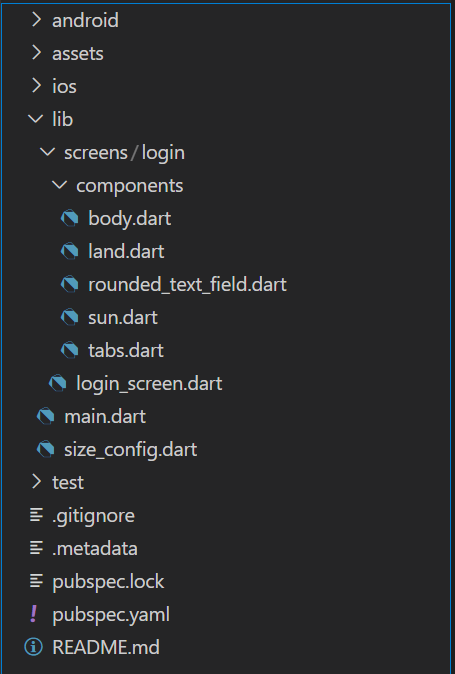 android
assets
ios
lib
screens/login
components
body.dart
land.dart
rounded_text_field.dart
sun.dart
tabs.dart
login_screen.dart
main.dart
size_config.dart
test
.gitignore
.metadata
pubspec.lock
! pubspec.yaml
README.md